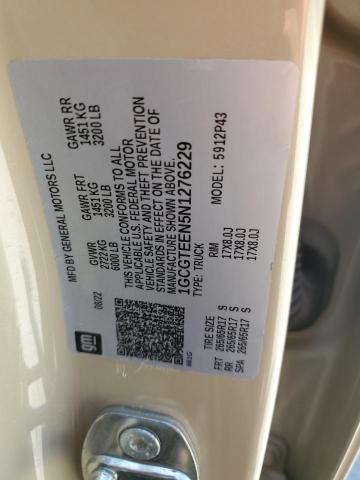 MFD BY GENERAL MOTORS LLC
08/22 GVWR GAWR FRT GAWR RR
2722 KG 1451 KG 1451 KG
6000 LB 3200 LB 3200 LB
THIS VEHICLE CONFORMS TO ALL
APPLICABLE U.S. FEDERAL MOTOR
VEHICLE SAFETY AND THEFT PREVENTION
STANDARDS IN EFFECT ON THE DATE OF
MANUFACTURE SHOWN ABOVE.
1GCGTEEN5N1276229
TYPE: TRUCK MODEL: 5912P43
TIRE SIZE RIM
FRT 265/65R17 S 17X8.0J
RR 265/65R17 S 17X8.0J
SPA 265/65R17 S 17X8.0J
gm